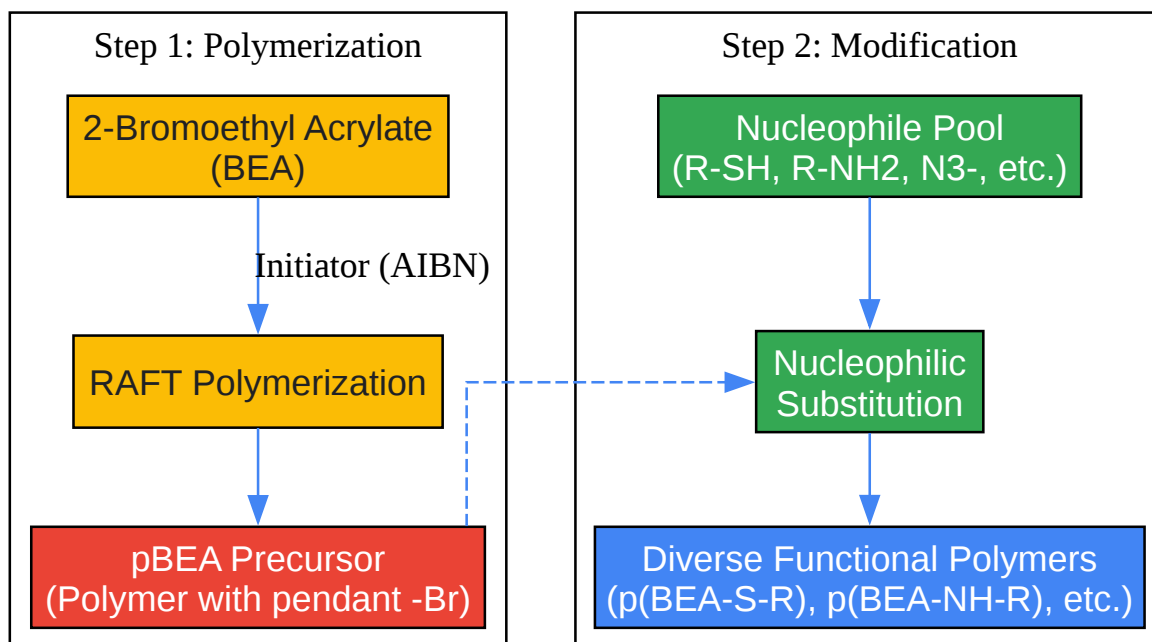 Step 1: Polymerization
2-Bromoethyl Acrylate
(BEA)
Initiator (AIBN)
RAFT Polymerization
pBEA Precursor
(Polymer with pendant -Br)
Step 2: Modification
Nucleophile Pool
(R-SH, R-NH2, N3-, etc.)
Nucleophilic
Substitution
Diverse Functional Polymers
(p(BEA-S-R), p(BEA-NH-R), etc.)